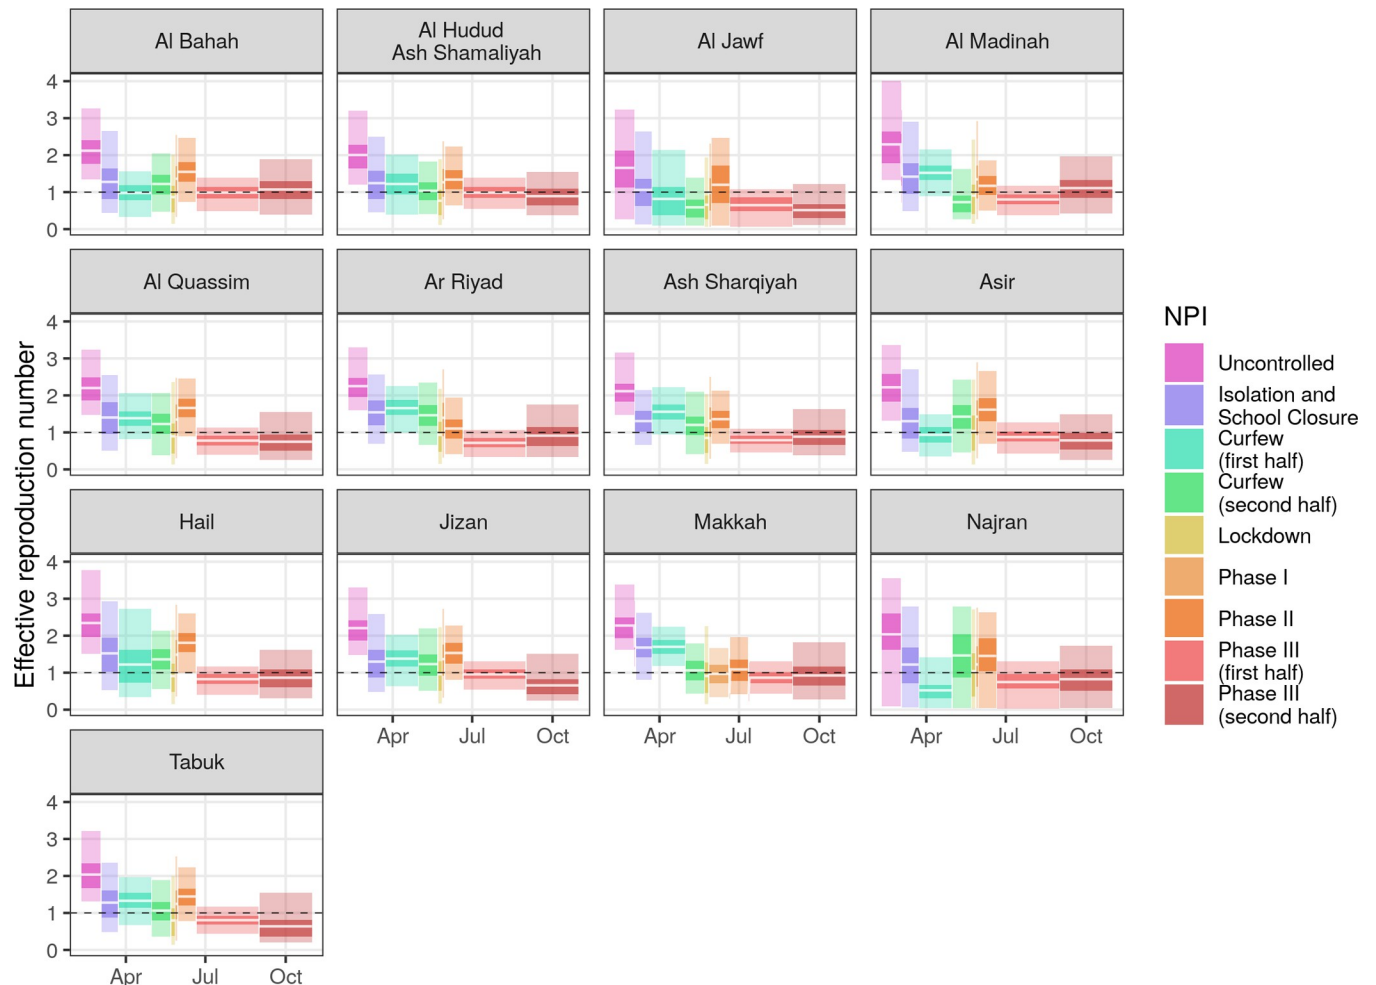 Al Bahah
Al Hudud
Ash Shamaliyah
Al Jawf
Al Madinah
4
3
2
1
0
Al Quassim
Ar Riyad
Ash Sharqiyah
Asir
4
3
2
1
0
Hail
Jizan
Makkah
Najran
4
3
2
1
0
Apr Jul Oct
Apr Jul Oct
Apr Jul Oct
Tabuk
4
3
2
1
0
Apr Jul Oct
Effective reproduction number
NPI
Uncontrolled
Isolation and
School Closure
Curfew
(first half)
Curfew
(second half)
Lockdown
Phase I
Phase II
Phase III
(first half)
Phase III
(second half)